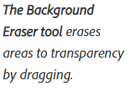 The Background
Eraser tool erases
areas to transparency
by dragging.